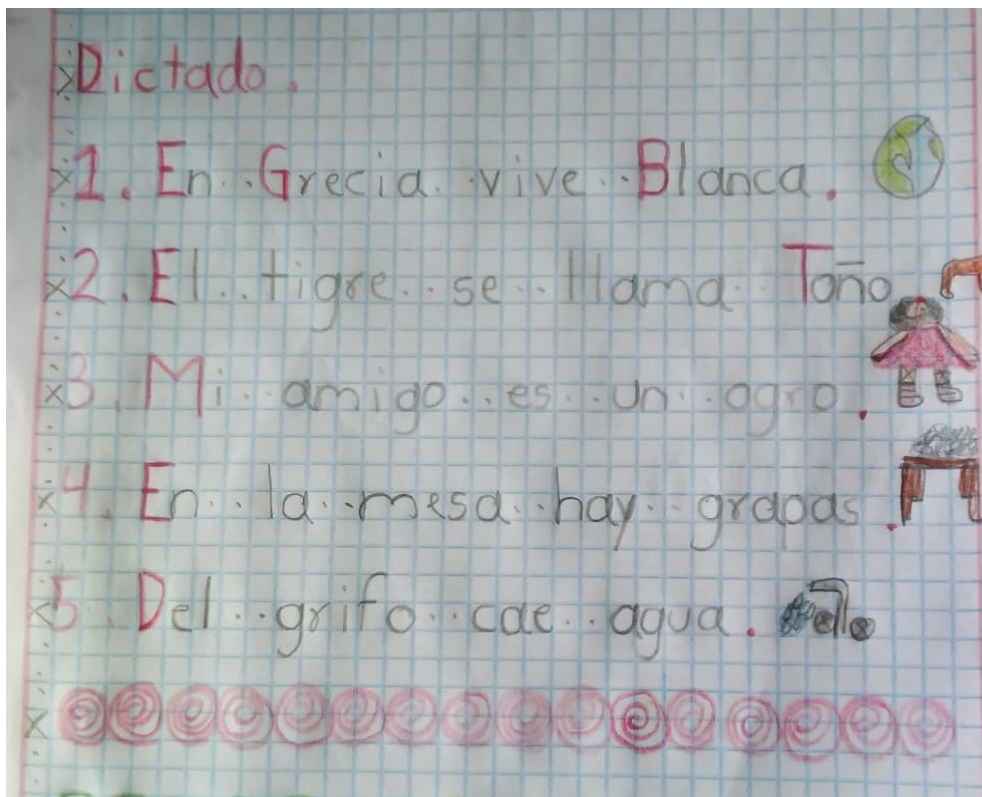 Dictado.
1. En Grecia vive Blanca.
2. El tigre se llama Toño
3. Mi amigo es un ogro.
4. En la mesa hay grapas.
5. Del grifo cae agua.